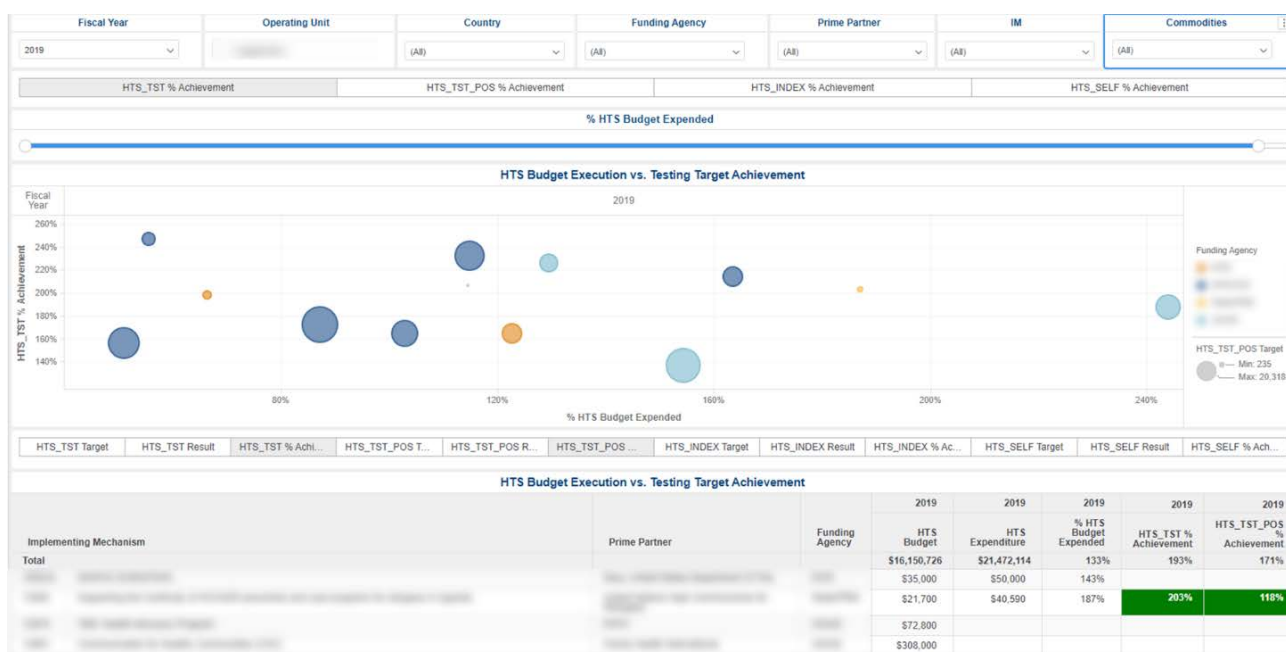 Fiscal Year Operating Unit Country Funding Agency Prime Partner IM Commodities
2019 (All) (All) (All) (All) (All)
HTS_TST % Achievement HTS_TST_POS % Achievement HTS_INDEX % Achievement HTS_SELF % Achievement
% HTS Budget Expended
HTS Budget Execution vs. Testing Target Achievement
Fiscal
Year
2019
260%
240%
220%
200%
180%
160%
140%
HTS_TST % Achievement
80% 120% 160% 200% 240%
% HTS Budget Expended
Funding Agency
HTS_TST_POS Target
Min: 235
Max: 20,318
HTS_TST Target HTS_TST Result HTS_TST % Achi... HTS_TST_POS T... HTS_TST_POS R... HTS_TST_POS ... HTS_INDEX Target HTS_INDEX Result HTS_INDEX % Ac... HTS_SELF Target HTS_SELF Result HTS_SELF % Ach...
HTS Budget Execution vs. Testing Target Achievement
2019 2019 2019 2019 2019
Implementing Mechanism Prime Partner Funding Agency HTS Budget HTS Expenditure % HTS Budget Expended HTS_TST % Achievement HTS_TST_POS % Achievement
Total $16,150,726 $21,472,114 133% 193% 171%
$35,000 $50,000 143%
$21,700 $40,590 187% 203% 118%
$72,800
$308,000